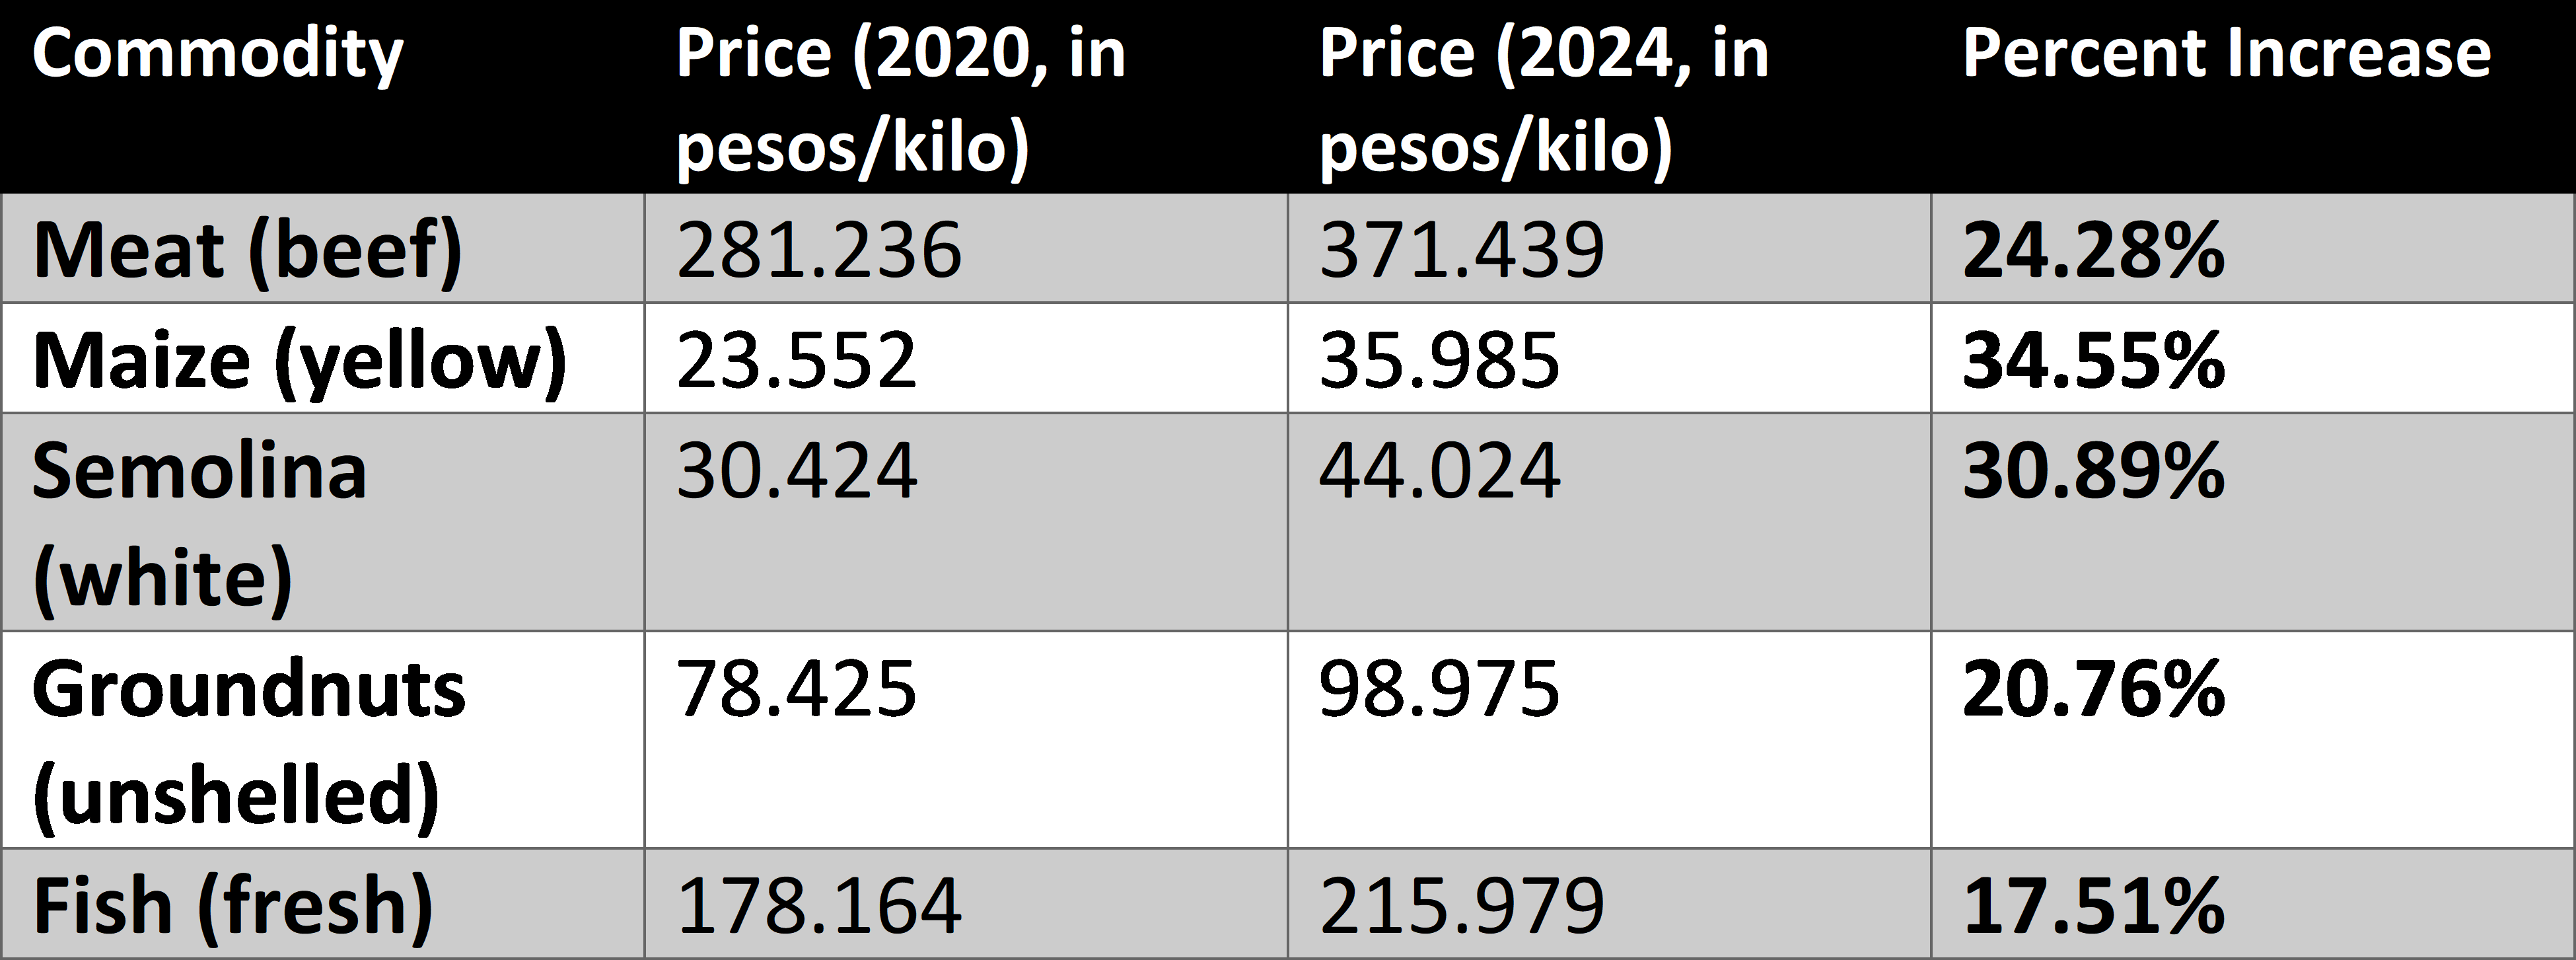 Commodity Price (2020, in pesos/kilo) Price (2024, in pesos/kilo) Percent Increase
Meat (beef) 281.236 371.439 24.28%
Maize (yellow) 23.552 35.985 34.55%
Semolina (white) 30.424 44.024 30.89%
Groundnuts (unshelled) 78.425 98.975 20.76%
Fish (fresh) 178.164 215.979 17.51%